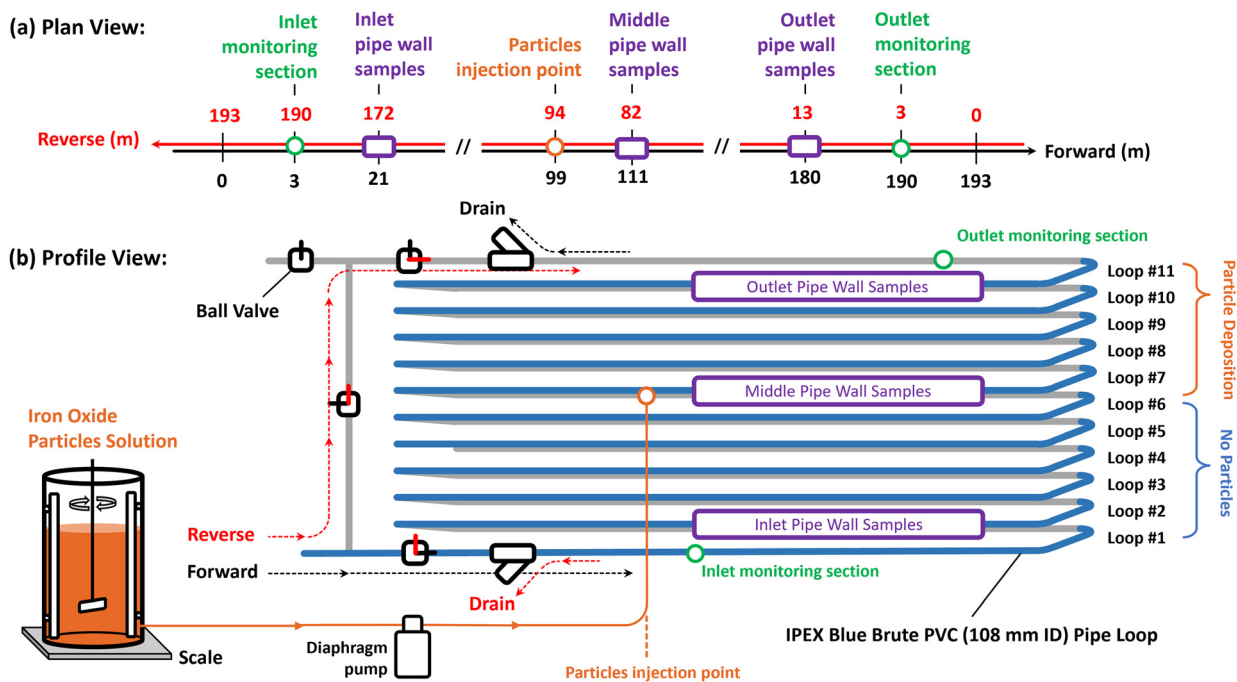 (a) Plan View:
Inlet
monitoring
section
Inlet
pipe wall
samples
Particles
injection point
Middle
pipe wall
samples
Outlet
pipe wall
samples
Outlet
monitoring
section
193 190 172 94 82 13 3 0
Reverse (m) // // Forward (m)
0 3 21 99 111 180 190 193
(b) Profile View:
Drain
Outlet monitoring section
Ball Valve
Outlet Pipe Wall Samples
Middle Pipe Wall Samples
Inlet Pipe Wall Samples
Loop #11
Loop #10
Loop #9
Loop #8
Loop #7
Loop #6
Loop #5
Loop #4
Loop #3
Loop #2
Loop #1
Particle Deposition
No Particles
Iron Oxide
Particles Solution
Reverse
Forward
Drain
Inlet monitoring section
Scale
Diaphragm
pump
Particles injection point
IPEX Blue Brute PVC (108 mm ID) Pipe Loop